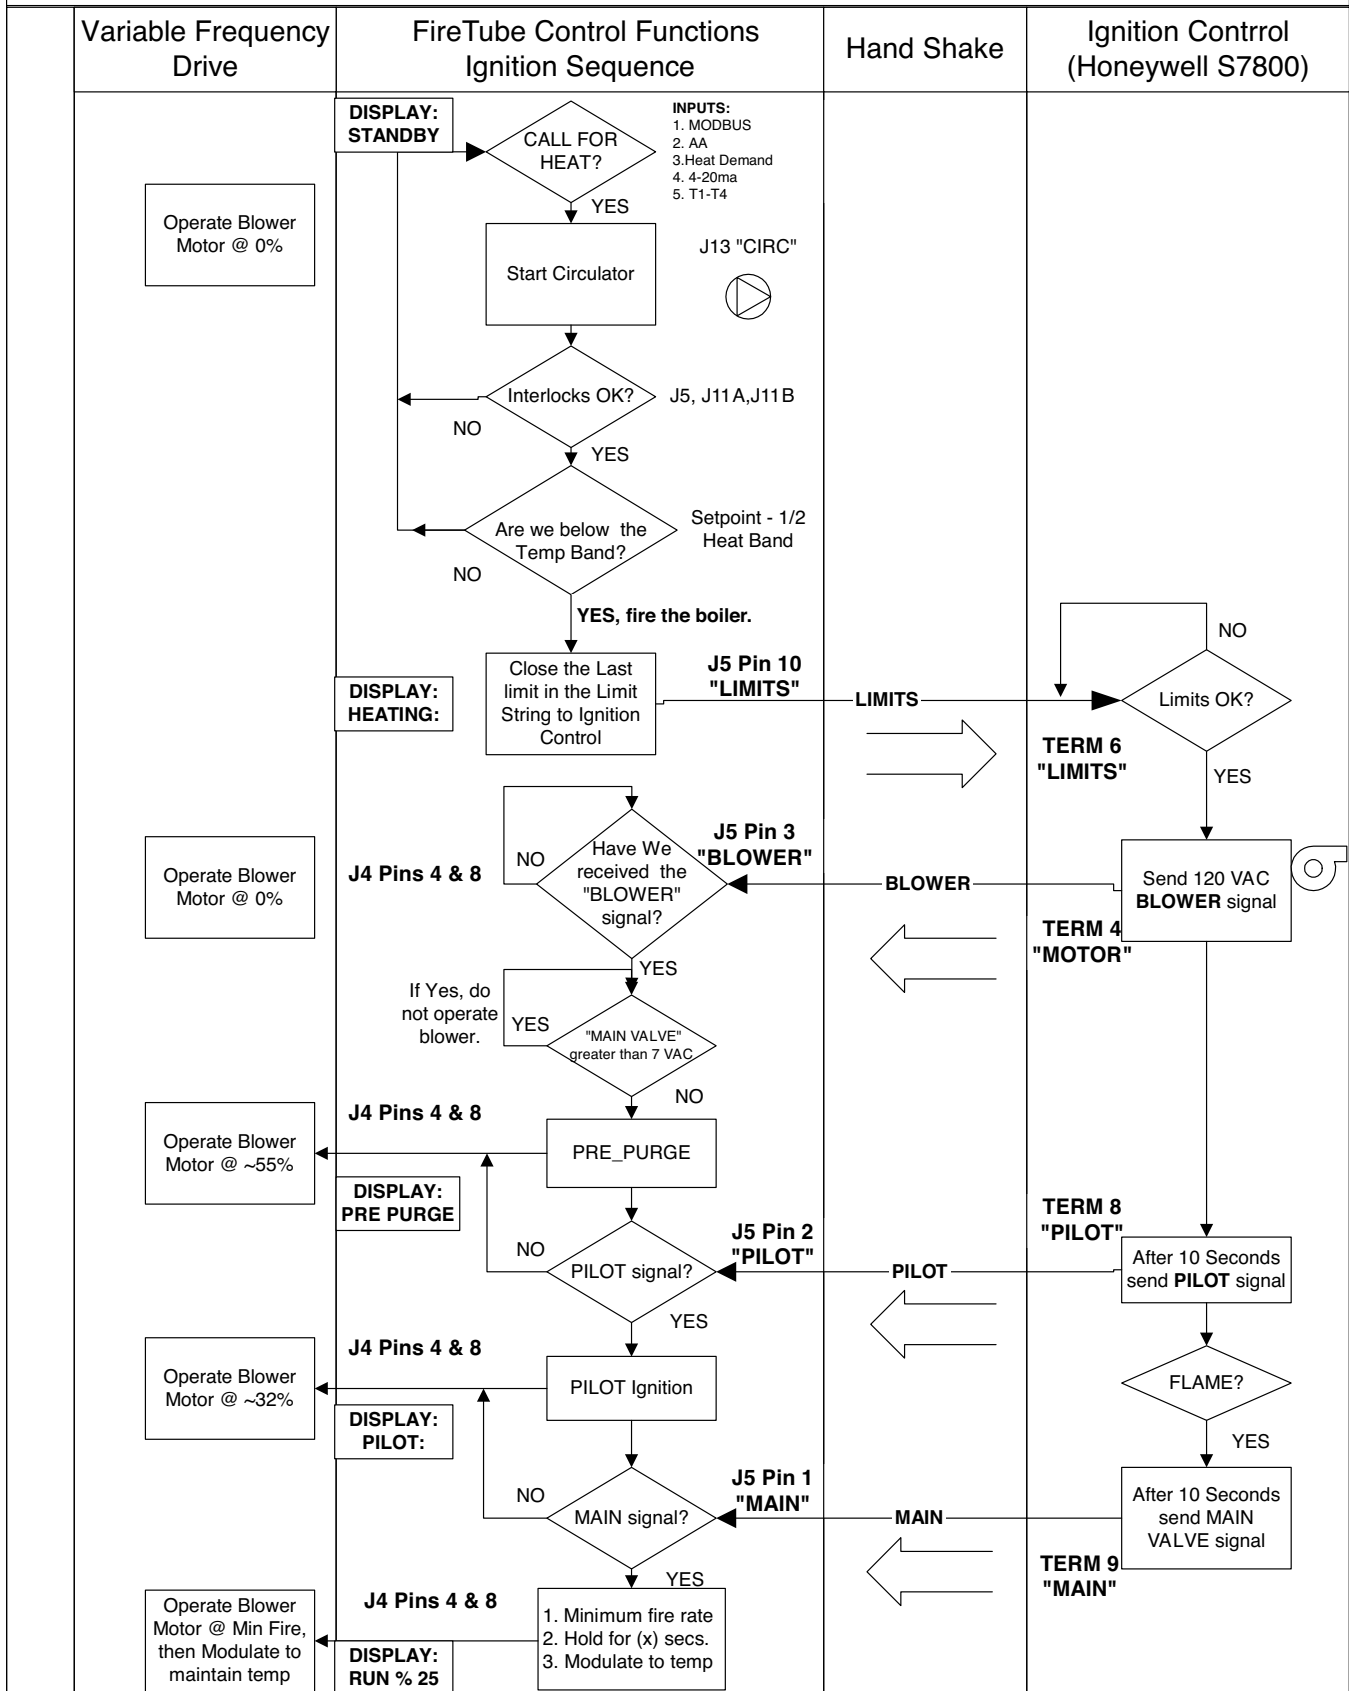 Variable Frequency
Drive
FireTube Control Functions
Ignition Sequence
Hand Shake
Ignition Contrrol
(Honeywell S7800)
DISPLAY:
STANDBY
CALL FOR
HEAT?
INPUTS:
1. MODBUS
2. AA
3.Heat Demand
4. 4-20ma
5. T1-T4
YES
Operate Blower
Motor @ 0%
Start Circulator
J13 "CIRC"
Interlocks OK?
J5, J11A,J11B
NO
YES
Are we below the
Temp Band?
Setpoint - 1/2
Heat Band
NO
YES, fire the boiler.
NO
Close the Last
limit in the Limit
String to Ignition
Control
DISPLAY:
HEATING:
J5 Pin 10
"LIMITS"
LIMITS
Limits OK?
TERM 6
"LIMITS"
YES
Operate Blower
Motor @ 0%
J4 Pins 4 & 8
NO
Have We
received the
"BLOWER"
signal?
J5 Pin 3
"BLOWER"
BLOWER
Send 120 VAC
BLOWER signal
TERM 4
"MOTOR"
YES
If Yes, do
not operate
blower.
YES
"MAIN VALVE"
greater than 7 VAC
NO
J4 Pins 4 & 8
Operate Blower
Motor @ ~55%
PRE_PURGE
DISPLAY:
PRE PURGE
TERM 8
"PILOT"
J5 Pin 2
"PILOT"
NO
PILOT signal?
PILOT
After 10 Seconds
send PILOT signal
YES
J4 Pins 4 & 8
Operate Blower
Motor @ ~32%
PILOT Ignition
FLAME?
DISPLAY:
PILOT:
YES
J5 Pin 1
"MAIN"
NO
MAIN signal?
MAIN
After 10 Seconds
send MAIN
VALVE signal
TERM 9
"MAIN"
YES
J4 Pins 4 & 8
Operate Blower
Motor @ Min Fire,
then Modulate to
maintain temp
1. Minimum fire rate
2. Hold for (x) secs.
3. Modulate to temp
DISPLAY:
RUN % 25